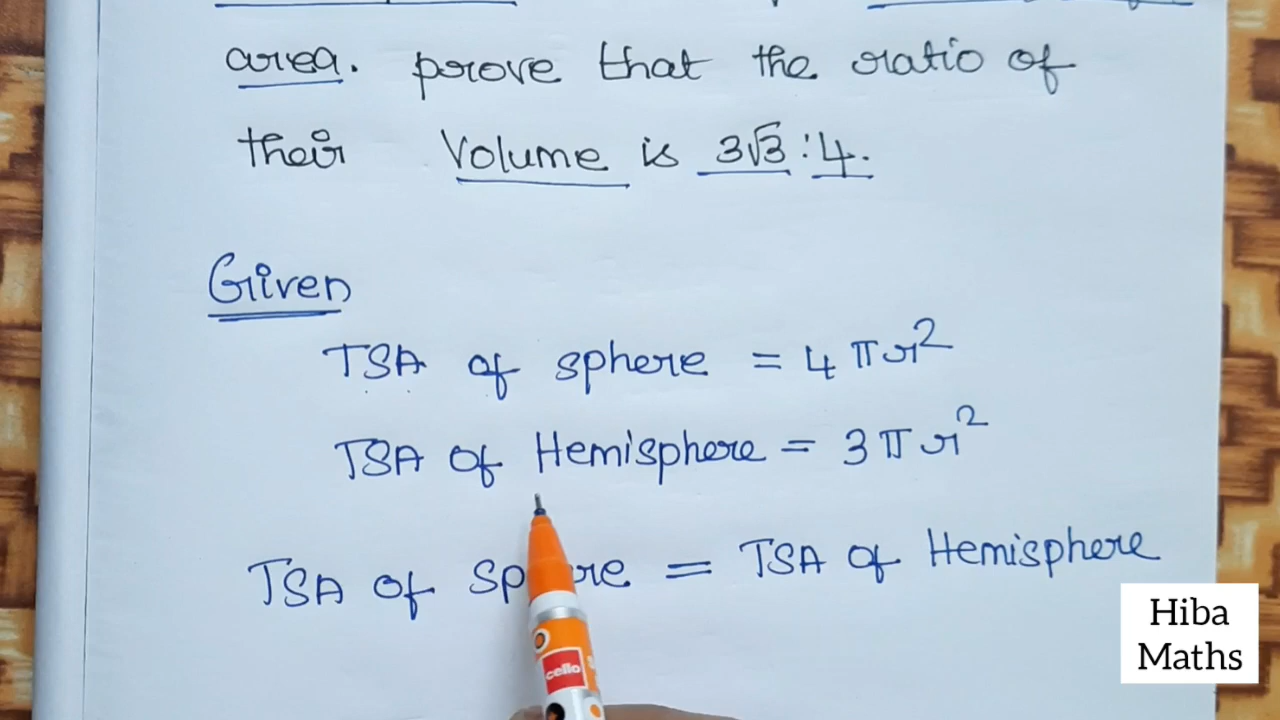 area. prove that the ratio of
their Volume is 3√3 : 4.
Given
TSA of sphere = 4πr²
TSA of Hemisphere = 3πr²
TSA of Sp re = TSA of Hemisphere
cello
Hiba
Maths